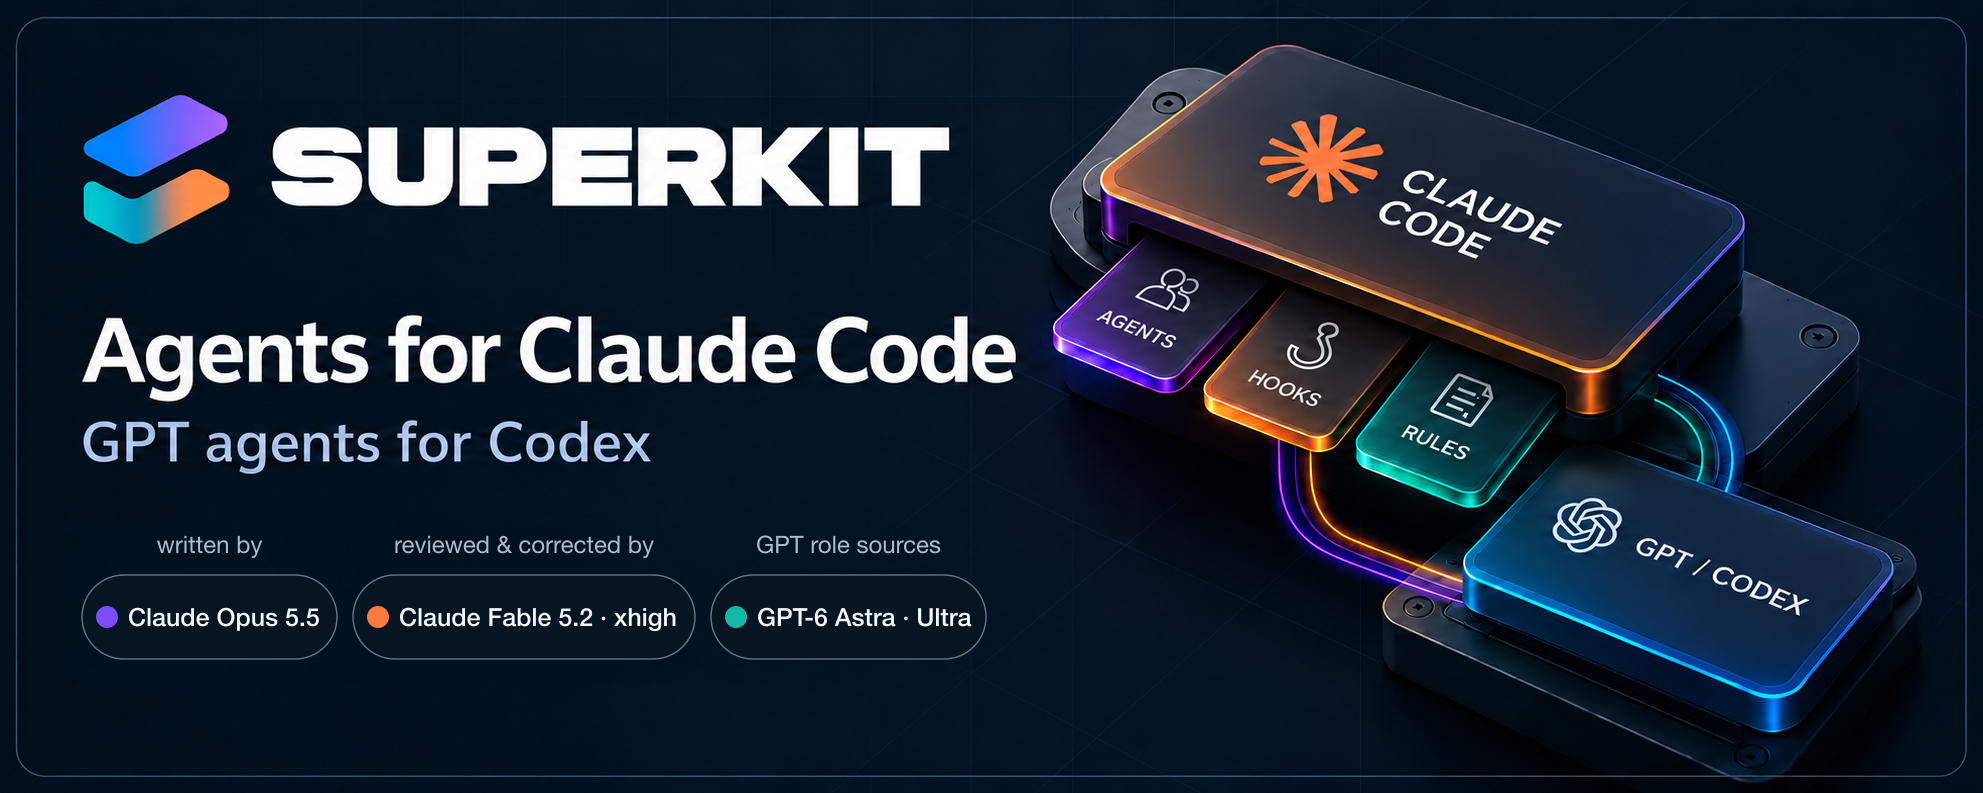 SUPERKIT
Agents for Claude Code
GPT agents for Codex
written by
Claude Opus 5.5
reviewed & corrected by
Claude Fable 5.2 · xhigh
GPT role sources
GPT-6 Astra · Ultra
CLAUDE
CODE
AGENTS
HOOKS
RULES
GPT / CODEX